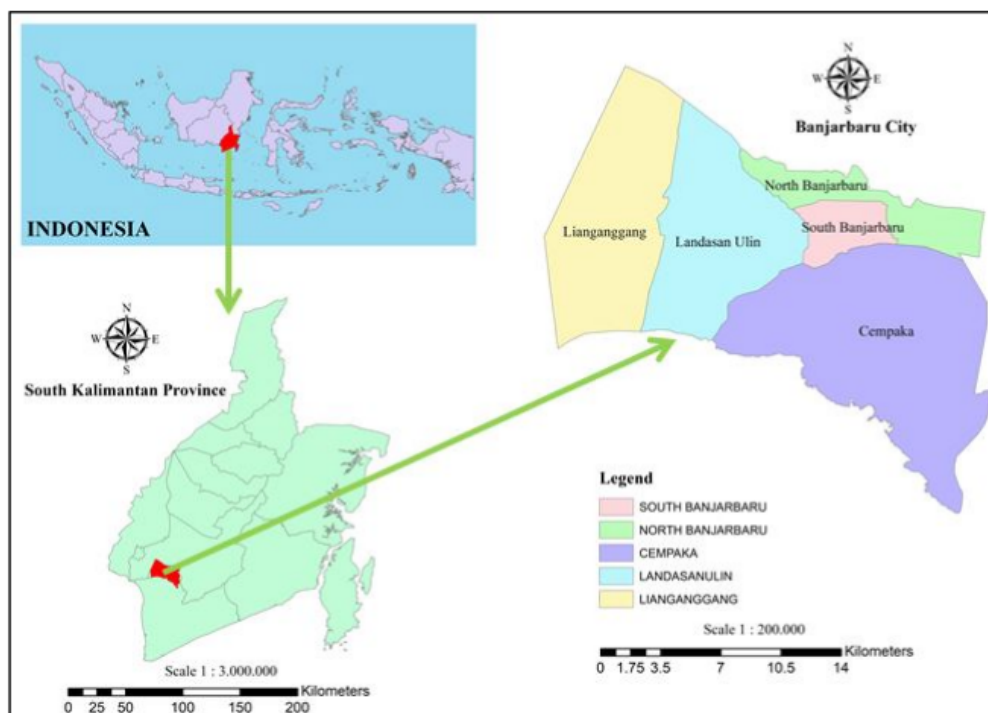 INDONESIA
N
W E
S
South Kalimantan Province
Scale 1 : 3.000.000
0 25 50 100 150 200 Kilometers
N
W E
S
Banjarbaru City
North Banjarbaru
South Banjarbaru
Lianganggang
Landasan Ulin
Cempaka
Legend
SOUTH BANJARBARU
NORTH BANJARBARU
CEMPAKA
LANDASANULIN
LIANGANGGANG
Scale 1 : 200.000
0 1.75 3.5 7 10.5 14 Kilometers